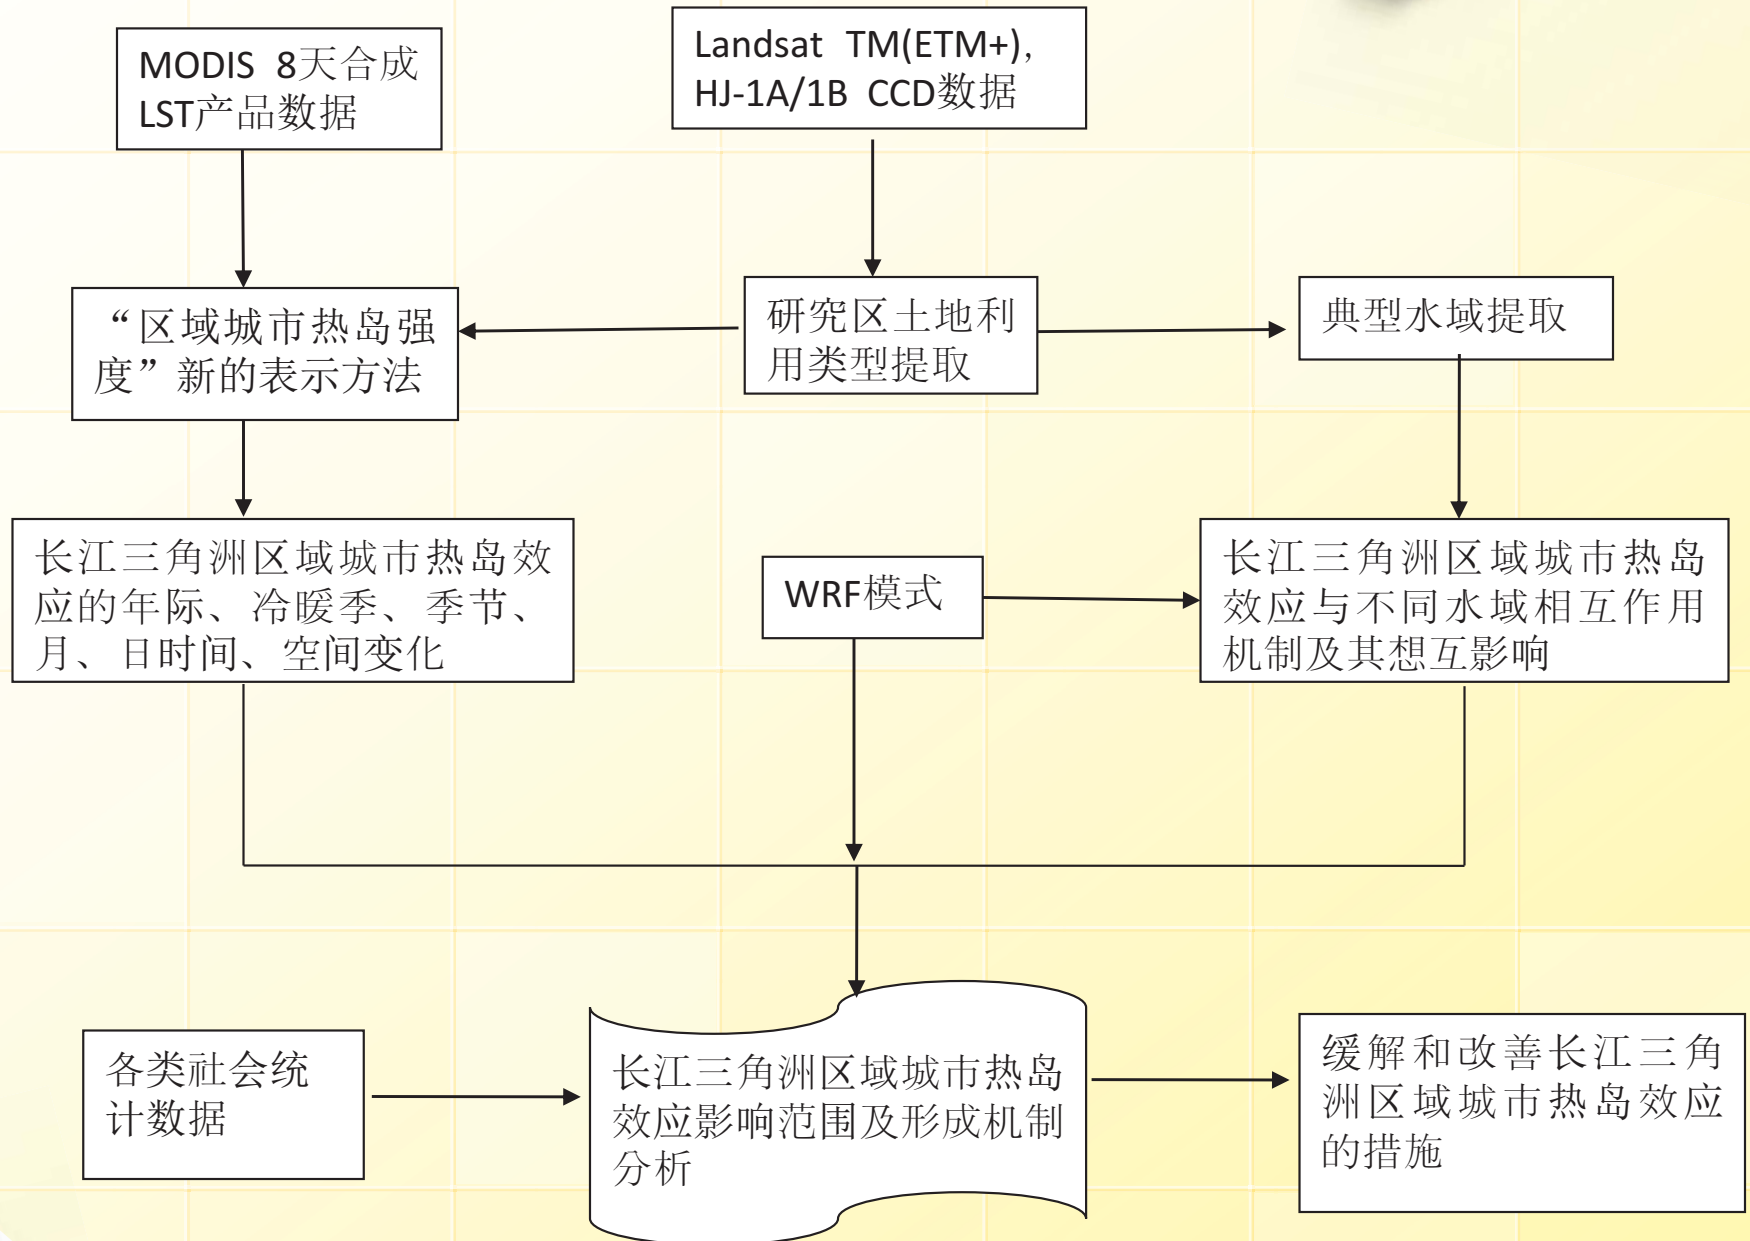 MODIS 8天合成
LST产品数据
Landsat TM(ETM+),
HJ-1A/1B CCD数据
“区域城市热岛强
度”新的表示方法
研究区土地利
用类型提取
典型水域提取
长江三角洲区域城市热岛效
应的年际、冷暖季、季节、
月、日时间、空间变化
WRF模式
长江三角洲区域城市热岛
效应与不同水域相互作用
机制及其想互影响
各类社会统
计数据
长江三角洲区域城市热岛
效应影响范围及形成机制
分析
缓解和改善长江三角
洲区域城市热岛效应
的措施